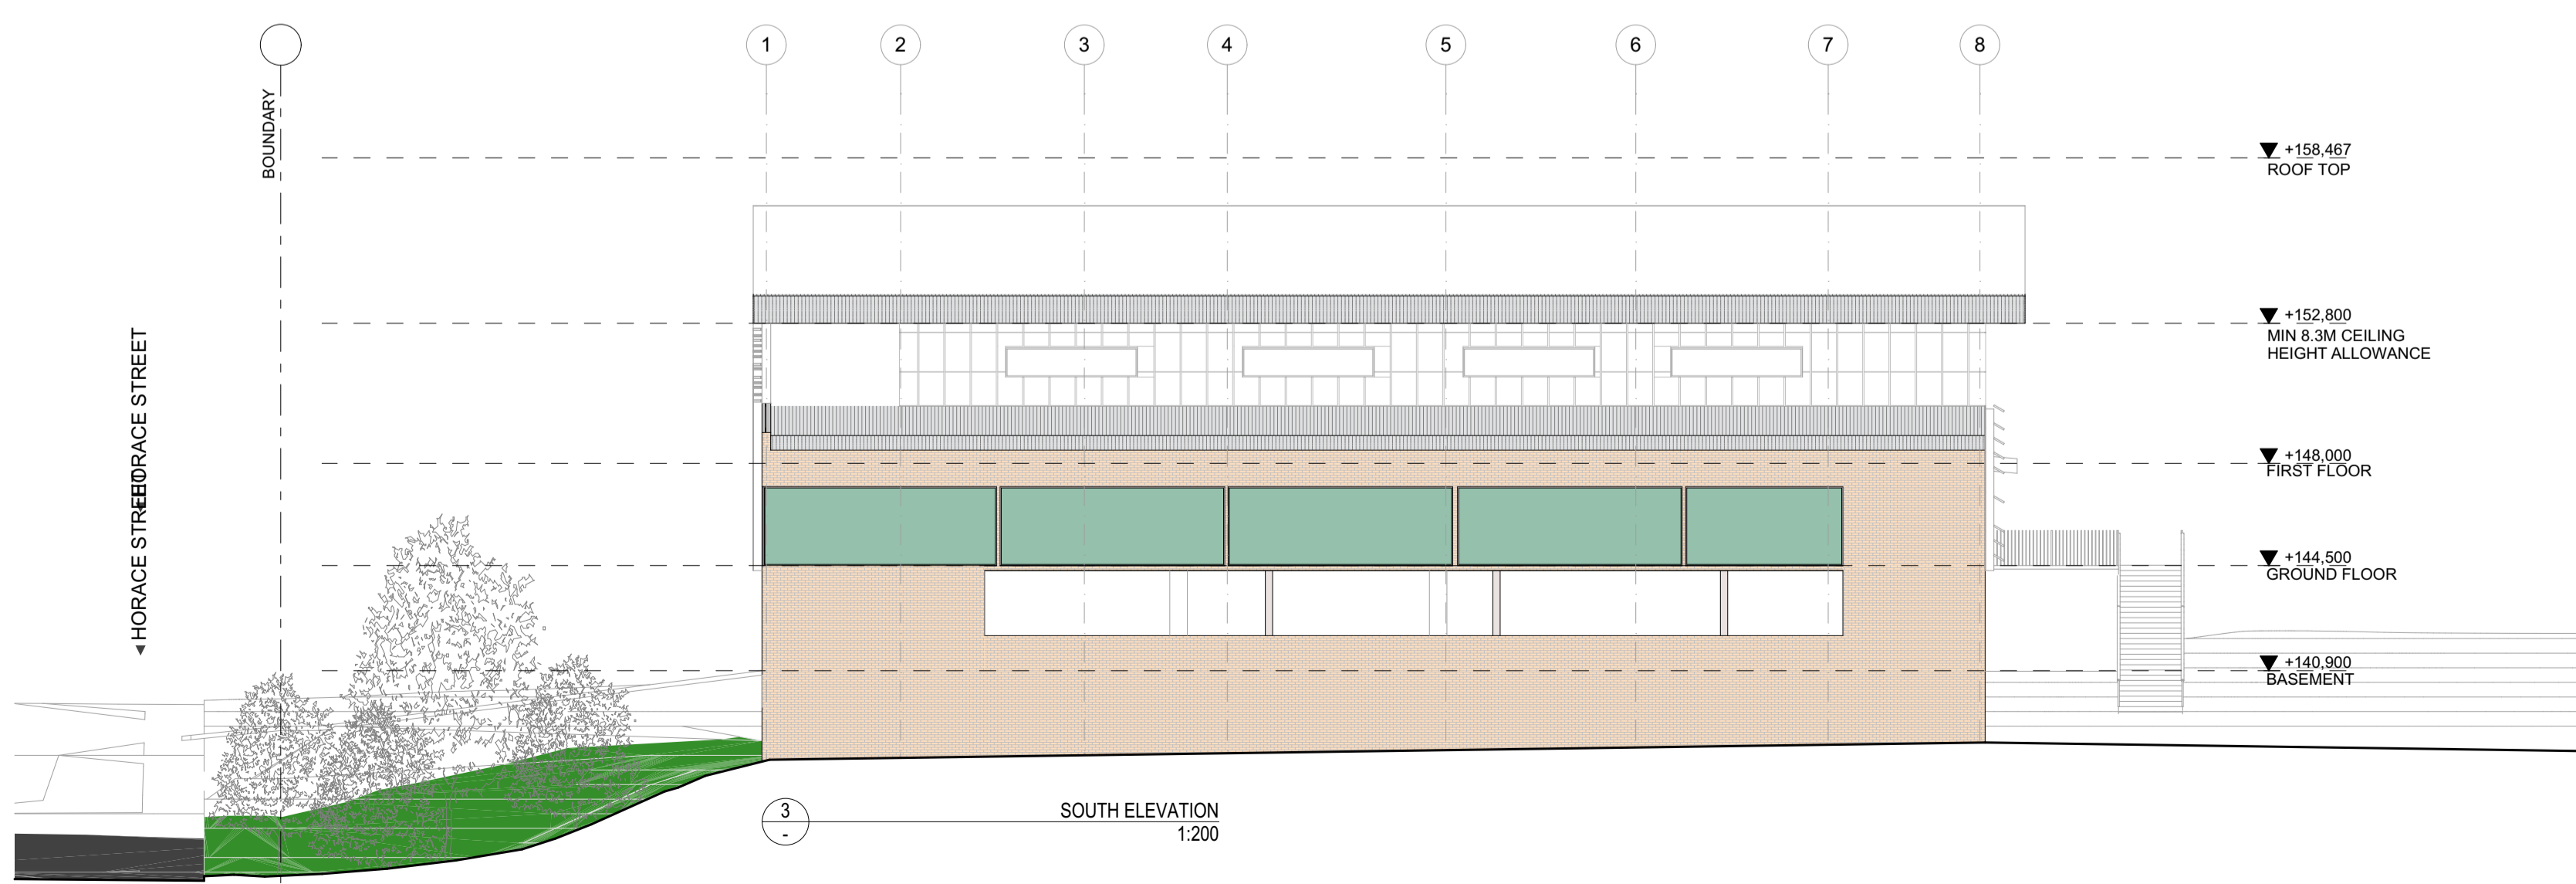 1 2 3 4 5 6 7 8
BOUNDARY
+158,467
ROOF TOP
+152,800
MIN 8.3M CEILING
HEIGHT ALLOWANCE
HORACE STREET
HORACE STREET
+148,000
FIRST FLOOR
+144,500
GROUND FLOOR
+140,900
BASEMENT
3
-
SOUTH ELEVATION
1:200